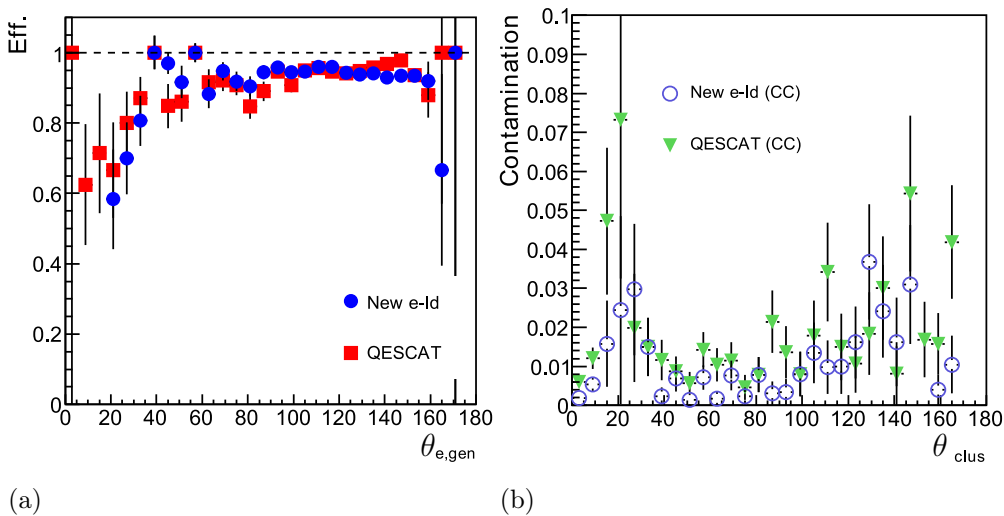 Eff.
1
0.8
0.6
0.4
0.2
0
0 20 40 60 80 100 120 140 160 180
θe,gen
New e-Id
QESCAT
(a)
Contamination
0.1
0.09
0.08
0.07
0.06
0.05
0.04
0.03
0.02
0.01
0
0 20 40 60 80 100 120 140 160 180
θ clus
New e-Id (CC)
QESCAT (CC)
(b)